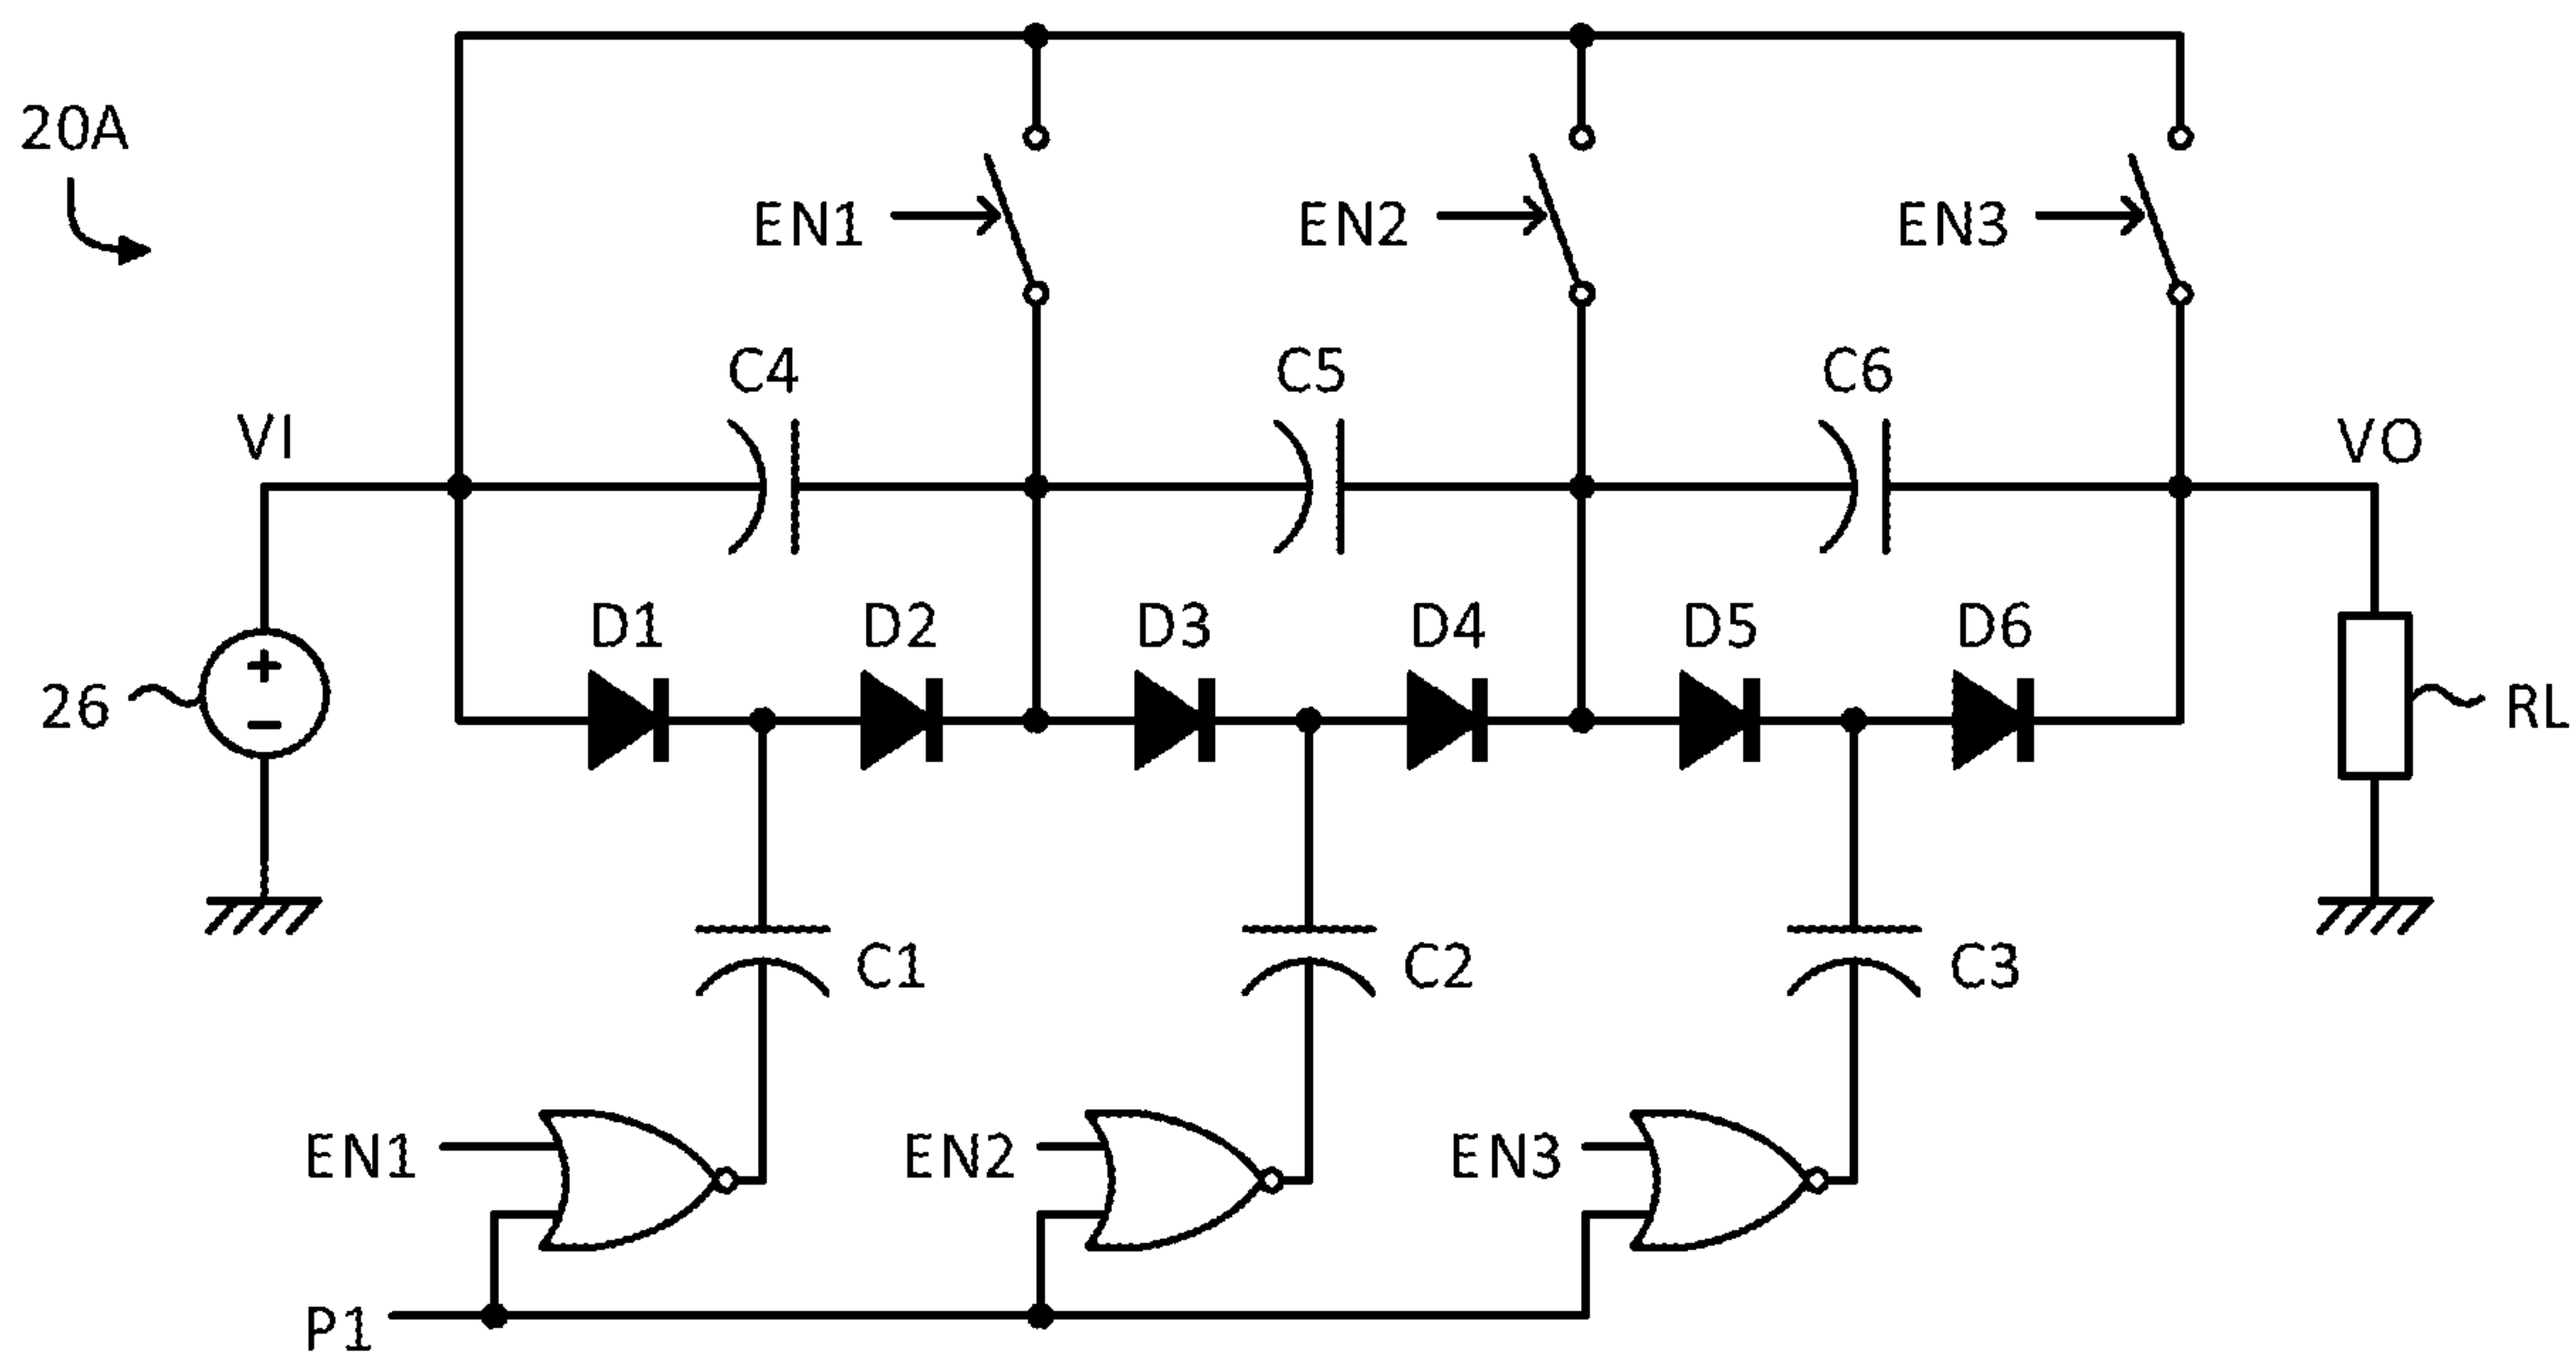 20A
EN1
EN2
EN3
C4
C5
C6
VI
VO
D1
D2
D3
D4
D5
D6
+
−
26
RL
C1
C2
C3
EN1
EN2
EN3
P1